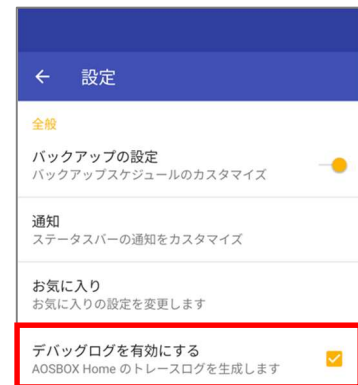 設定
全般
バックアップの設定
バックアップスケジュールのカスタマイズ
通知
ステータスバーの通知をカスタマイズ
お気に入り
お気に入りの設定を変更します
デバッグログを有効にする
AOSBOX Home のトレースログを生成します